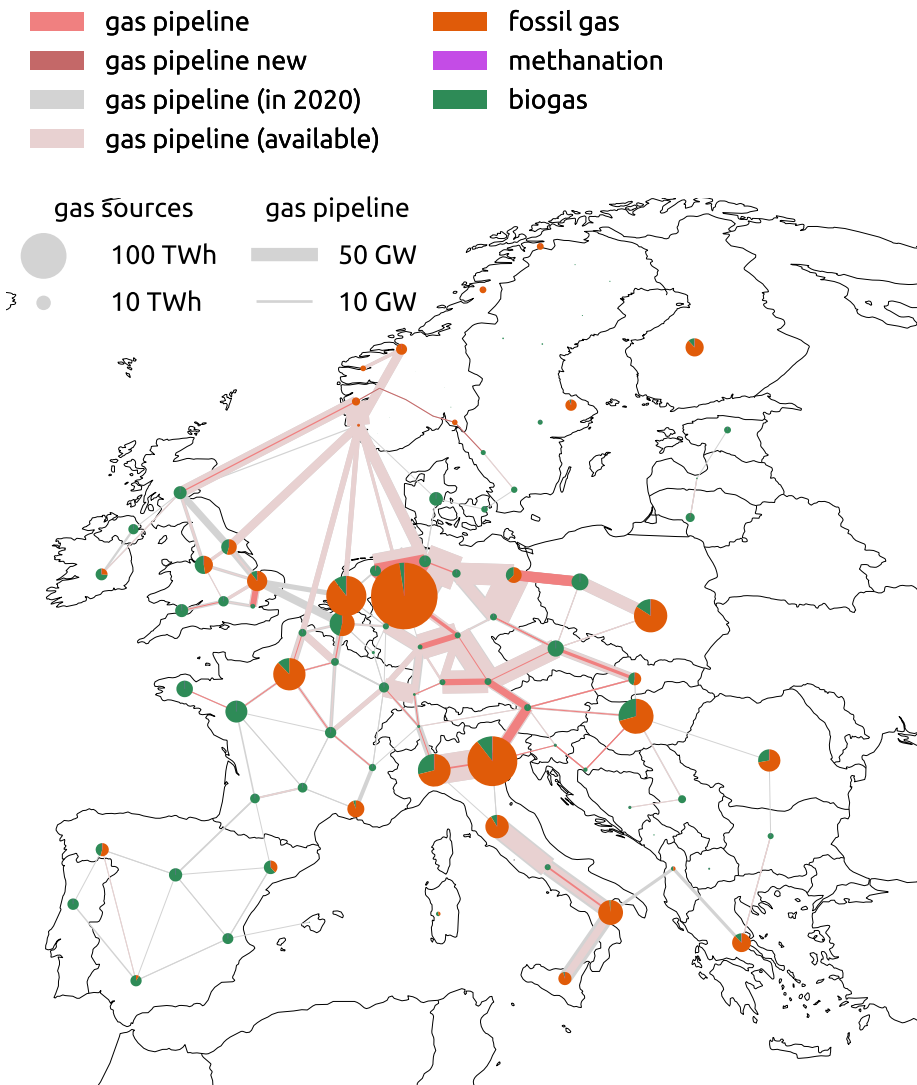 gas pipeline
fossil gas
gas pipeline new
methanation
gas pipeline (in 2020)
biogas
gas pipeline (available)
gas sources
gas pipeline
100 TWh
50 GW
10 TWh
10 GW